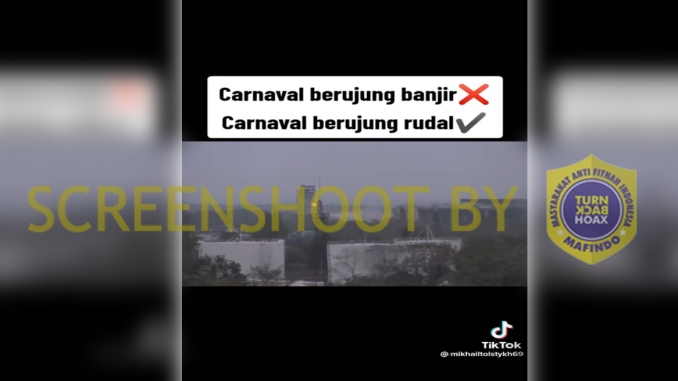 Carnaval berujung banjir❌
Carnaval berujung rudal✔
SCREENSHOOT BY
MASYARAKAT ANTI FITNAH INDONESIA
TURN
BACK
HOAX
MAFINDO
TikTok
@mikhailtolstykh69